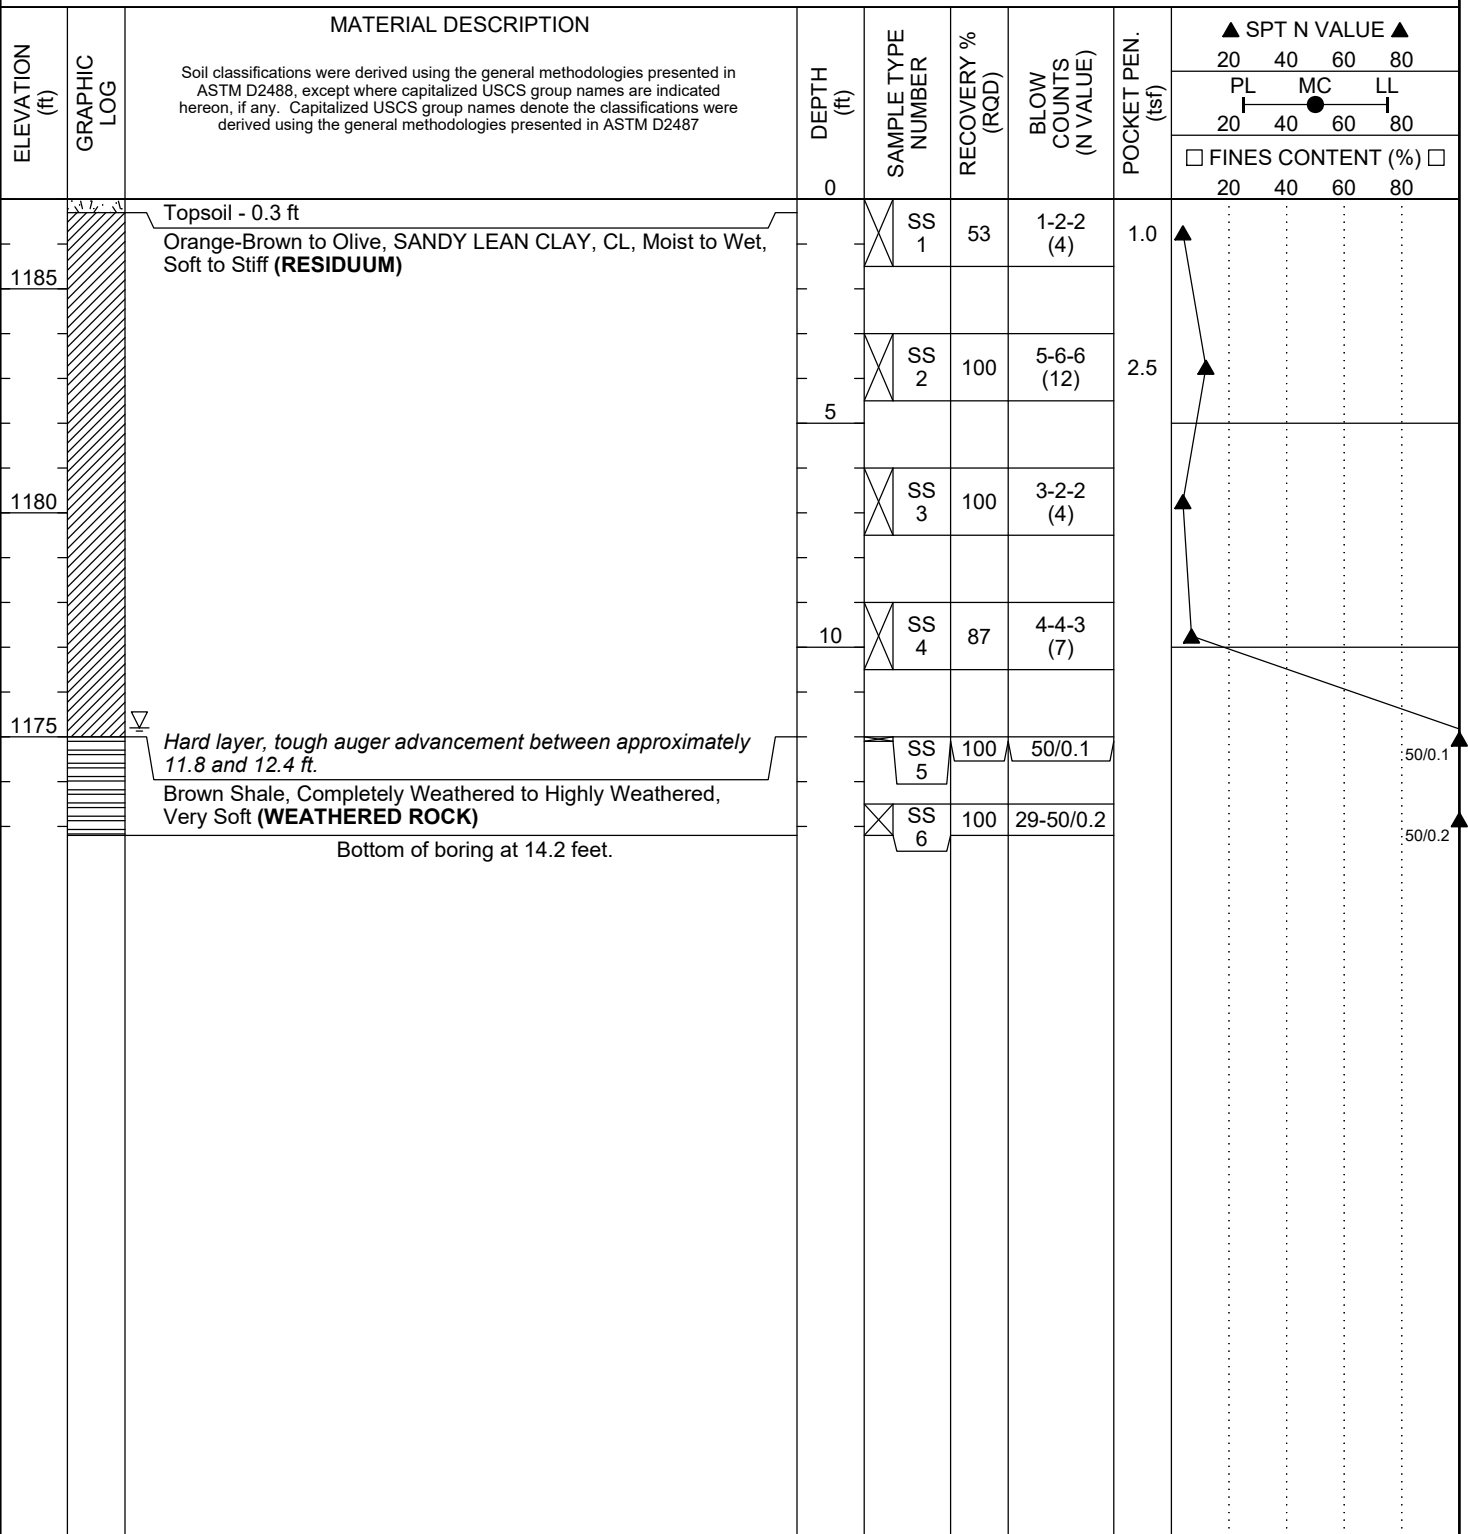 ELEVATION
(ft)
GRAPHIC
LOG
MATERIAL DESCRIPTION
Soil classifications were derived using the general methodologies presented in
ASTM D2488, except where capitalized USCS group names are indicated
hereon, if any. Capitalized USCS group names denote the classifications were
derived using the general methodologies presented in ASTM D2487
DEPTH
(ft)
0
SAMPLE TYPE
NUMBER
RECOVERY %
(RQD)
BLOW
COUNTS
(N VALUE)
POCKET PEN.
(tsf)
▲ SPT N VALUE ▲
20 40 60 80
PL MC LL
20 40 60 80
□ FINES CONTENT (%) □
20 40 60 80
Topsoil - 0.3 ft
Orange-Brown to Olive, SANDY LEAN CLAY, CL, Moist to Wet,
Soft to Stiff (RESIDUUM)
SS
1
53
1-2-2
(4)
1.0
1185
SS
2
100
5-6-6
(12)
2.5
5
1180
SS
3
100
3-2-2
(4)
10
SS
4
87
4-4-3
(7)
1175
Hard layer, tough auger advancement between approximately
11.8 and 12.4 ft.
SS
5
100
50/0.1
50/0.1
Brown Shale, Completely Weathered to Highly Weathered,
Very Soft (WEATHERED ROCK)
SS
6
100
29-50/0.2
50/0.2
Bottom of boring at 14.2 feet.